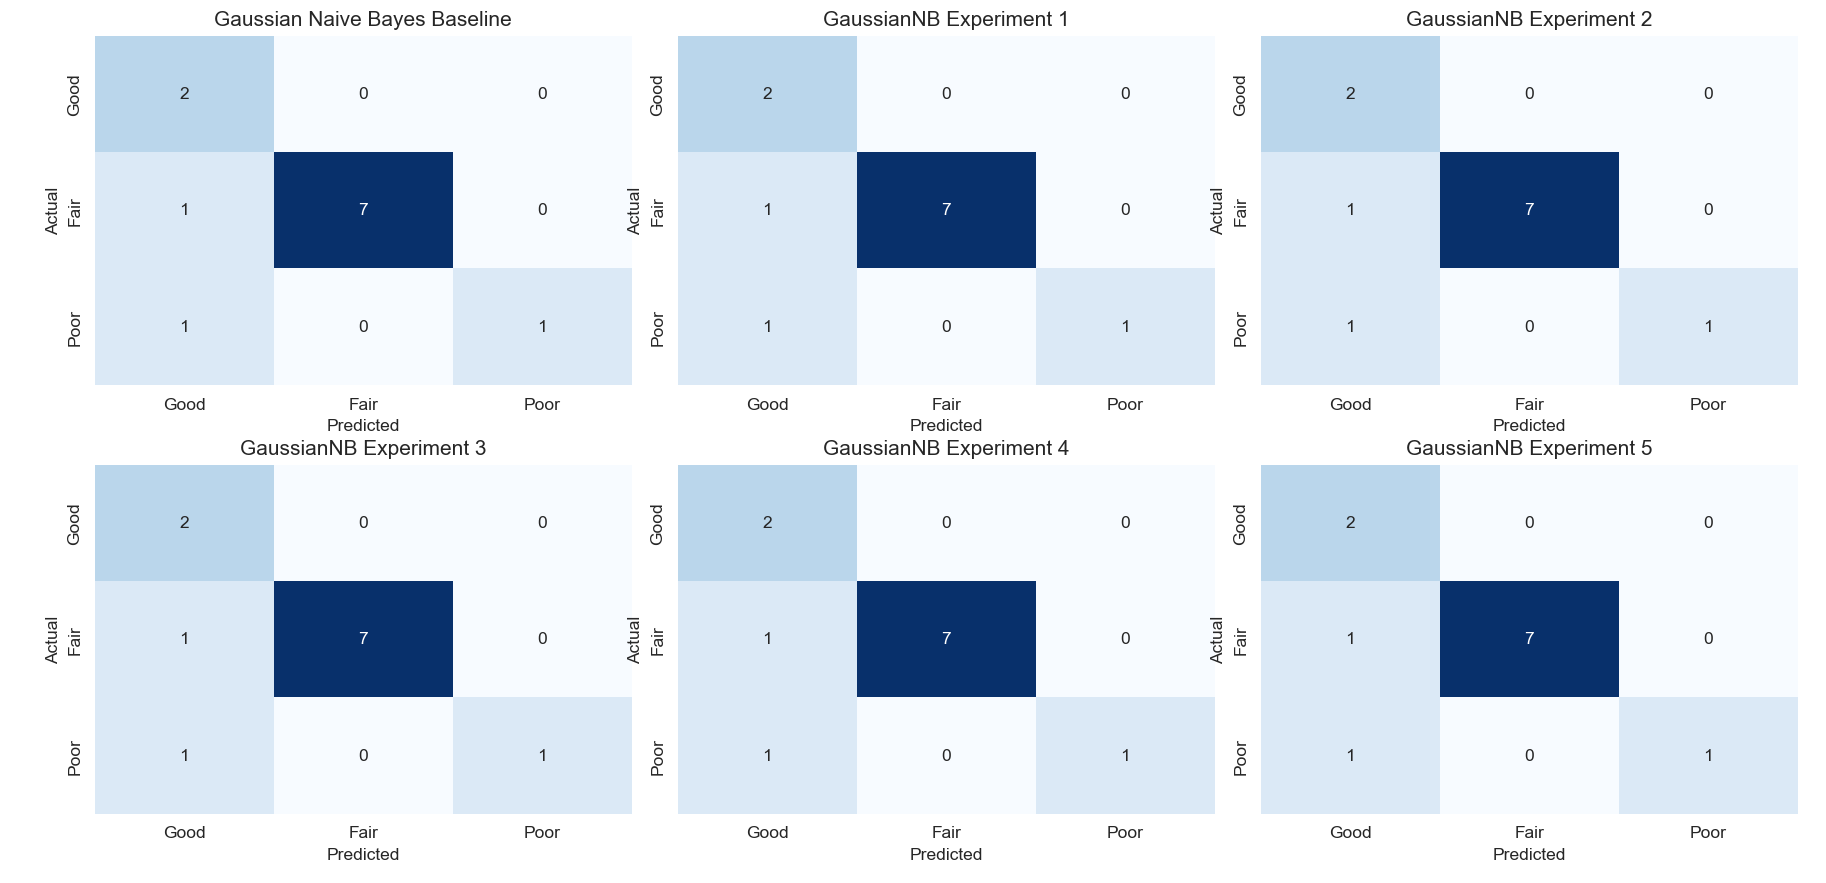 Gaussian Naive Bayes Baseline
GaussianNB Experiment 1
GaussianNB Experiment 2
Actual
Good
2 0 0
Fair
1 7 0
Poor
1 0 1
Good Fair Poor
Predicted
Actual
Good
2 0 0
Fair
1 7 0
Poor
1 0 1
Good Fair Poor
Predicted
Actual
Good
2 0 0
Fair
1 7 0
Poor
1 0 1
Good Fair Poor
Predicted
GaussianNB Experiment 3
GaussianNB Experiment 4
GaussianNB Experiment 5
Actual
Good
2 0 0
Fair
1 7 0
Poor
1 0 1
Good Fair Poor
Predicted
Actual
Good
2 0 0
Fair
1 7 0
Poor
1 0 1
Good Fair Poor
Predicted
Actual
Good
2 0 0
Fair
1 7 0
Poor
1 0 1
Good Fair Poor
Predicted